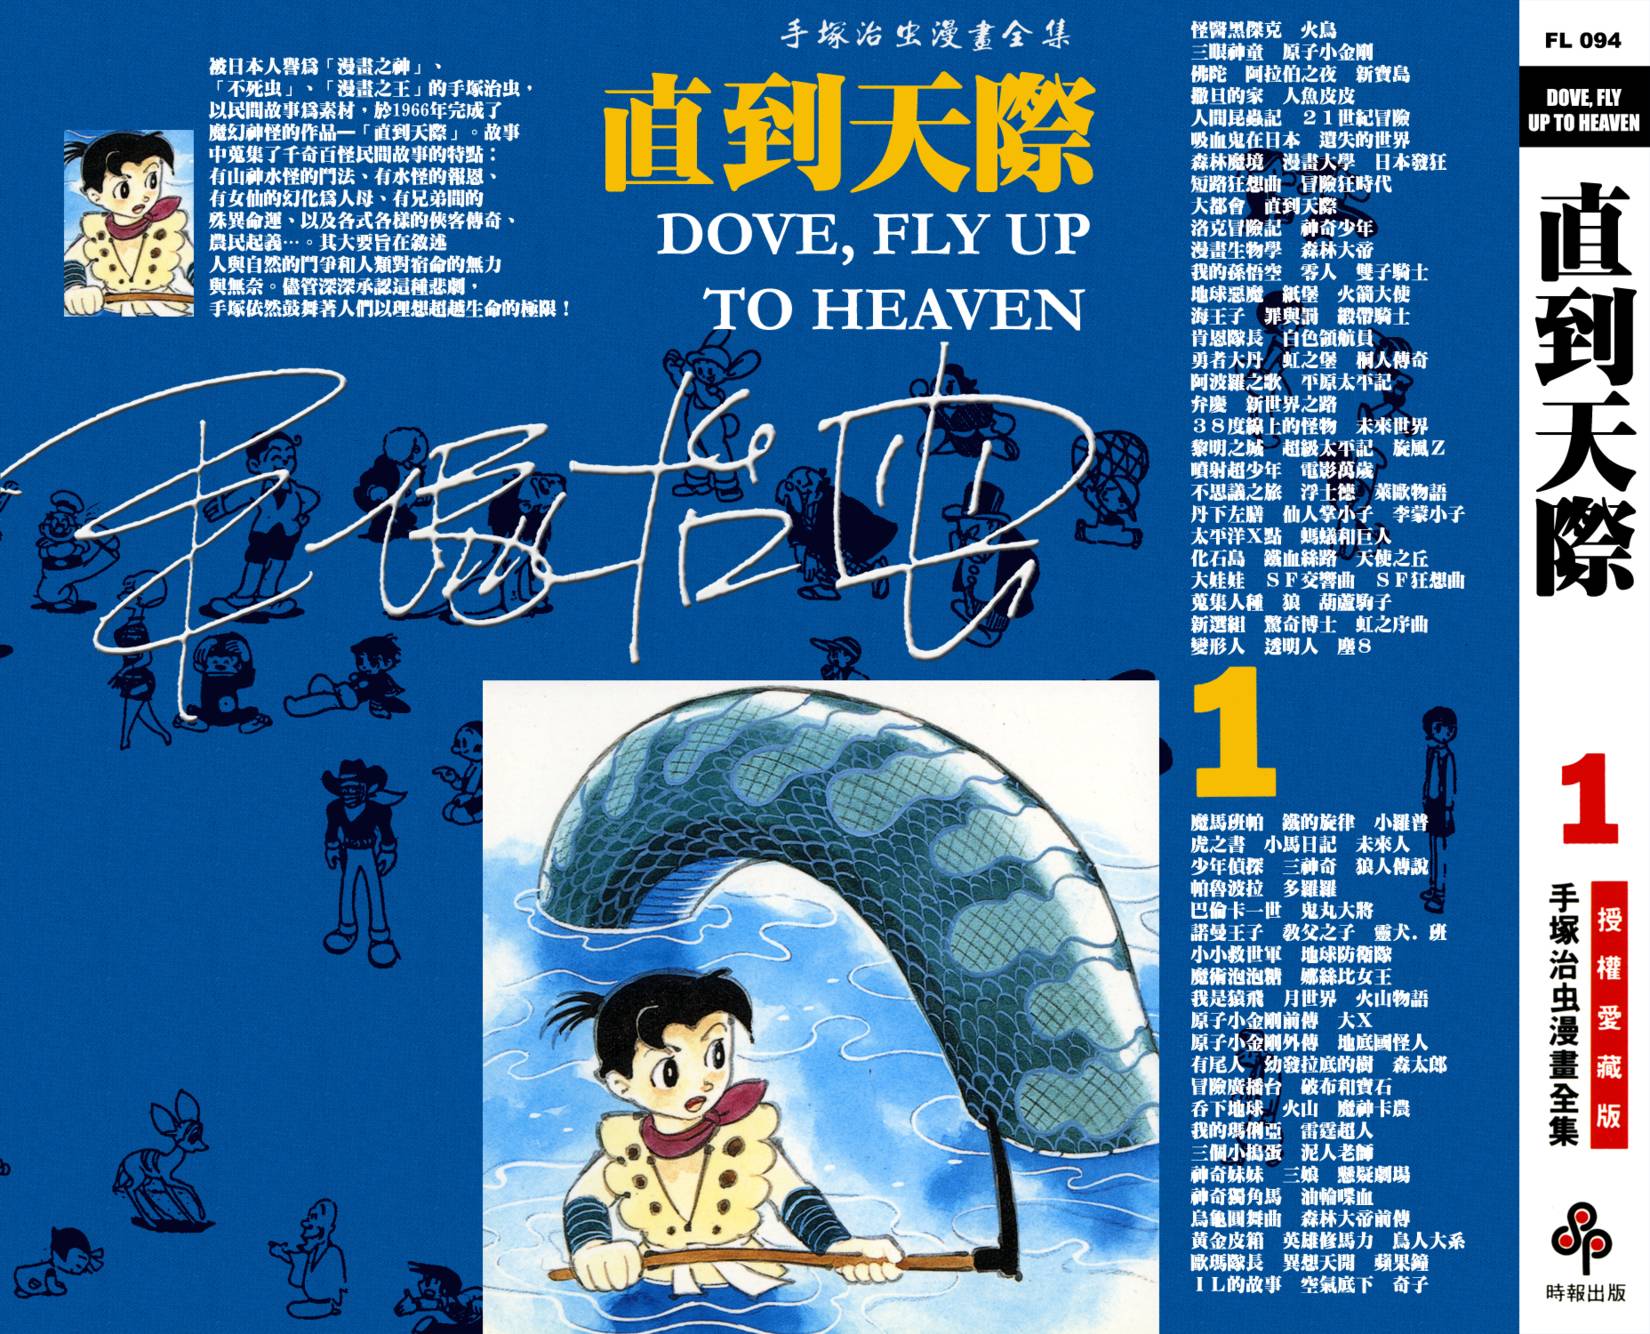 手塚治虫漫畫全集
直到天際
DOVE, FLY UP
TO HEAVEN
被日本人譽爲「漫畫之神」、
「不死虫」、「漫畫之王」的手塚治虫，
以民間故事爲素材，於1966年完成了
魔幻神怪的作品—「直到天際」。故事
中蒐集了千奇百怪民間故事的特點：
有山神水怪的鬥法、有水怪的報恩、
有女仙的幻化爲人母、有兄弟間的
殊異命運、以及各式各樣的俠客傳奇、
農民起義…。其大要旨在敘述
人與自然的鬥爭和人類對宿命的無力
與無奈。儘管深深承認這種悲劇，
手塚依然鼓舞著人們以理想超越生命的極限！
手塚治虫
怪醫黑傑克　火鳥
三眼神童　原子小金剛
佛陀　阿拉伯之夜　新寶島
撒旦的家　人魚皮皮
人間昆蟲記　２１世紀冒險
吸血鬼在日本　遺失的世界
森林魔境　漫畫大學　日本發狂
短路狂想曲　冒險狂時代
大都會　直到天際
洛克冒險記　神奇少年
漫畫生物學　森林大帝
我的孫悟空　零人　雙子騎士
地球惡魔　紙堡　火箭大使
海王子　罪與罰　緞帶騎士
肯恩隊長　白色領航員
勇者大丹　虹之堡　桐人傳奇
阿波羅之歌　平原太平記
弁慶　新世界之路
３８度線上的怪物　未來世界
黎明之城　超級太平記　旋風Ｚ
噴射超少年　電影萬歲
不思議之旅　浮士德　萊歐物語
丹下左膳　仙人掌小子　李蒙小子
太平洋Ｘ點　螞蟻和巨人
化石島　鐵血絲路　天使之丘
大娃娃　ＳＦ交響曲　ＳＦ狂想曲
蒐集人種　狼　葫蘆駒子
新選組　驚奇博士　虹之序曲
變形人　透明人　塵８
1
魔馬班帕　鐵的旋律　小羅普
虎之書　小馬日記　未來人
少年偵探　三神奇　狼人傳說
帕魯波拉　多羅羅
巴倫卡一世　鬼丸大將
諾曼王子　教父之子　靈犬．班
小小救世軍　地球防衛隊
魔術泡泡糖　娜絲比女王
我是猿飛　月世界　火山物語
原子小金剛前傳　大Ｘ
原子小金剛外傳　地底國怪人
有尾人　幼發拉底的樹　森太郎
冒險廣播台　破布和寶石
吞下地球　火山　魔神卡農
我的瑪俐亞　雷霆超人
三個小搗蛋　泥人老師
神奇妹妹　三娘　懸疑劇場
神奇獨角馬　油輪喋血
烏龜圓舞曲　森林大帝前傳
黃金皮箱　英雄修馬力　鳥人大系
歐瑪隊長　異想天開　蘋果鐘
ＩＬ的故事　空氣底下　奇子
FL 094
DOVE, FLY
UP TO HEAVEN
直到天際
1
授權愛藏版
手塚治虫漫畫全集
時報出版